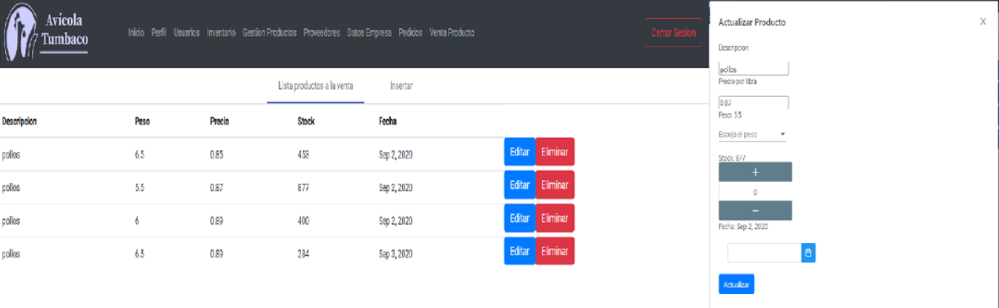 Avícola
Tumbaco
Inicio Perfil Usuarios Inventario Gestion Productos Proveedores Datos Empresa Pedidos Venta Producto
Cerrar Sesion
Lista productos a la venta Insertar
Descripcion Peso Precio Stock Fecha
pollos 6.5 0.85 453 Sep 2, 2020 Editar Eliminar
pollos 5.5 0.87 877 Sep 2, 2020 Editar Eliminar
pollos 6 0.89 400 Sep 2, 2020 Editar Eliminar
pollos 6.5 0.89 284 Sep 3, 2020 Editar Eliminar
Actualizar Producto X
Descripcion
pollos
Precio por libra
0.87
Peso: 5.5
Escoja el peso
Stock: 877
+
0
−
Fecha: Sep 2, 2020
Actualizar